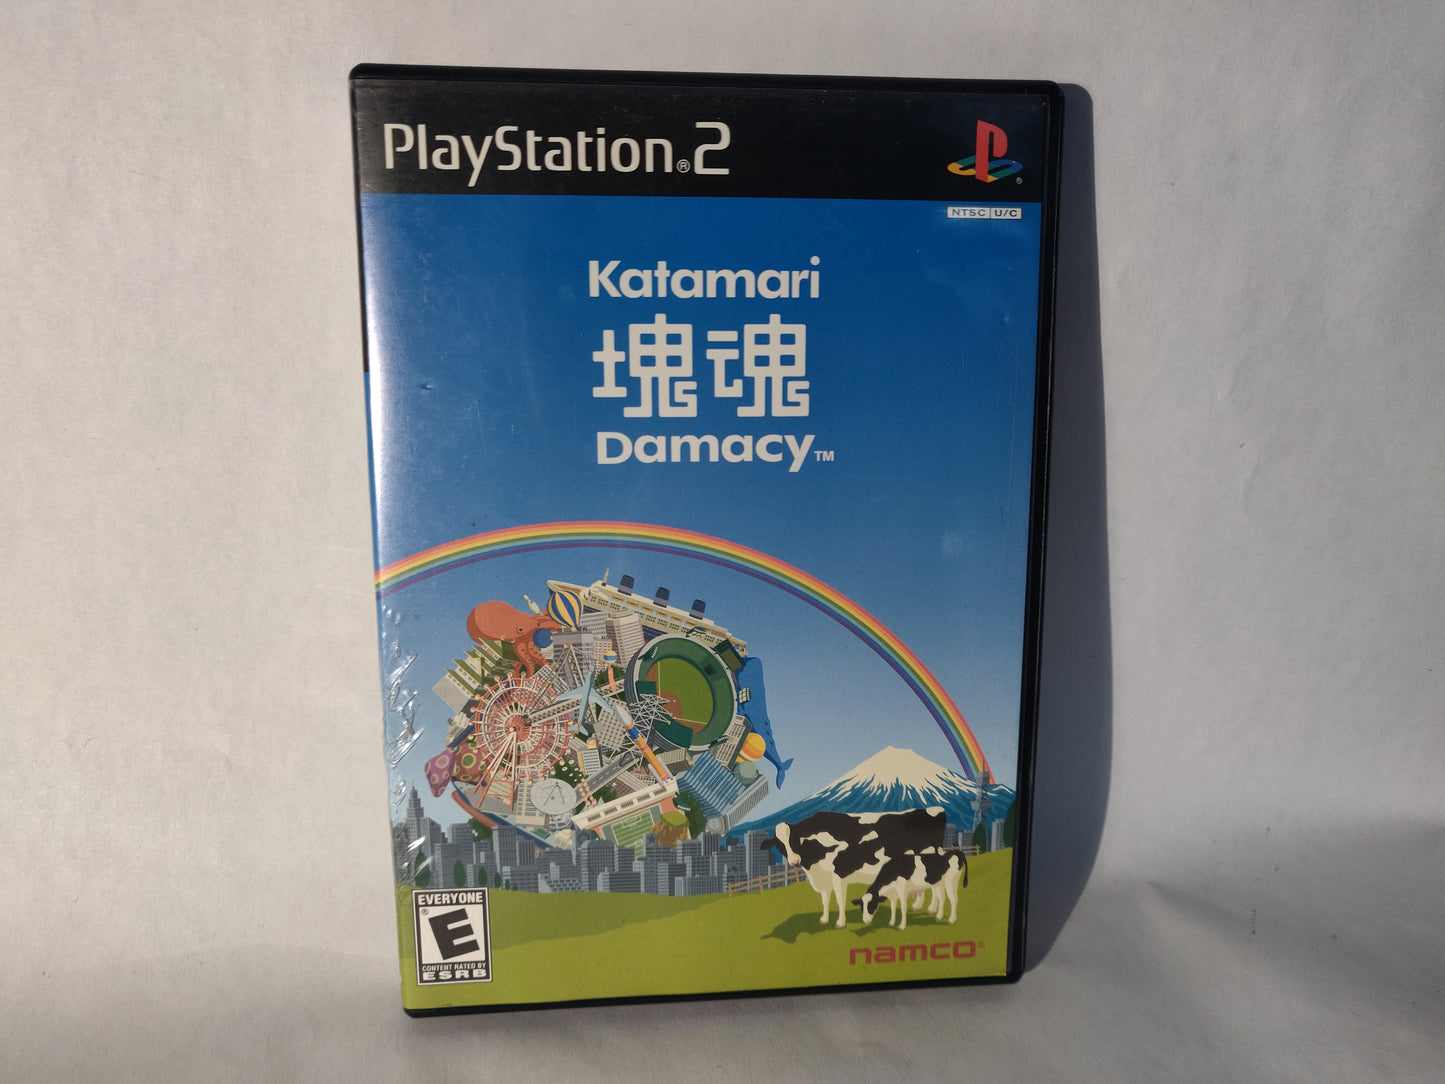 PlayStation®2
NTSC U/C
Katamari
塊魂
Damacy™
EVERYONE
®
E
CONTENT RATED BY
ESRB
namco®